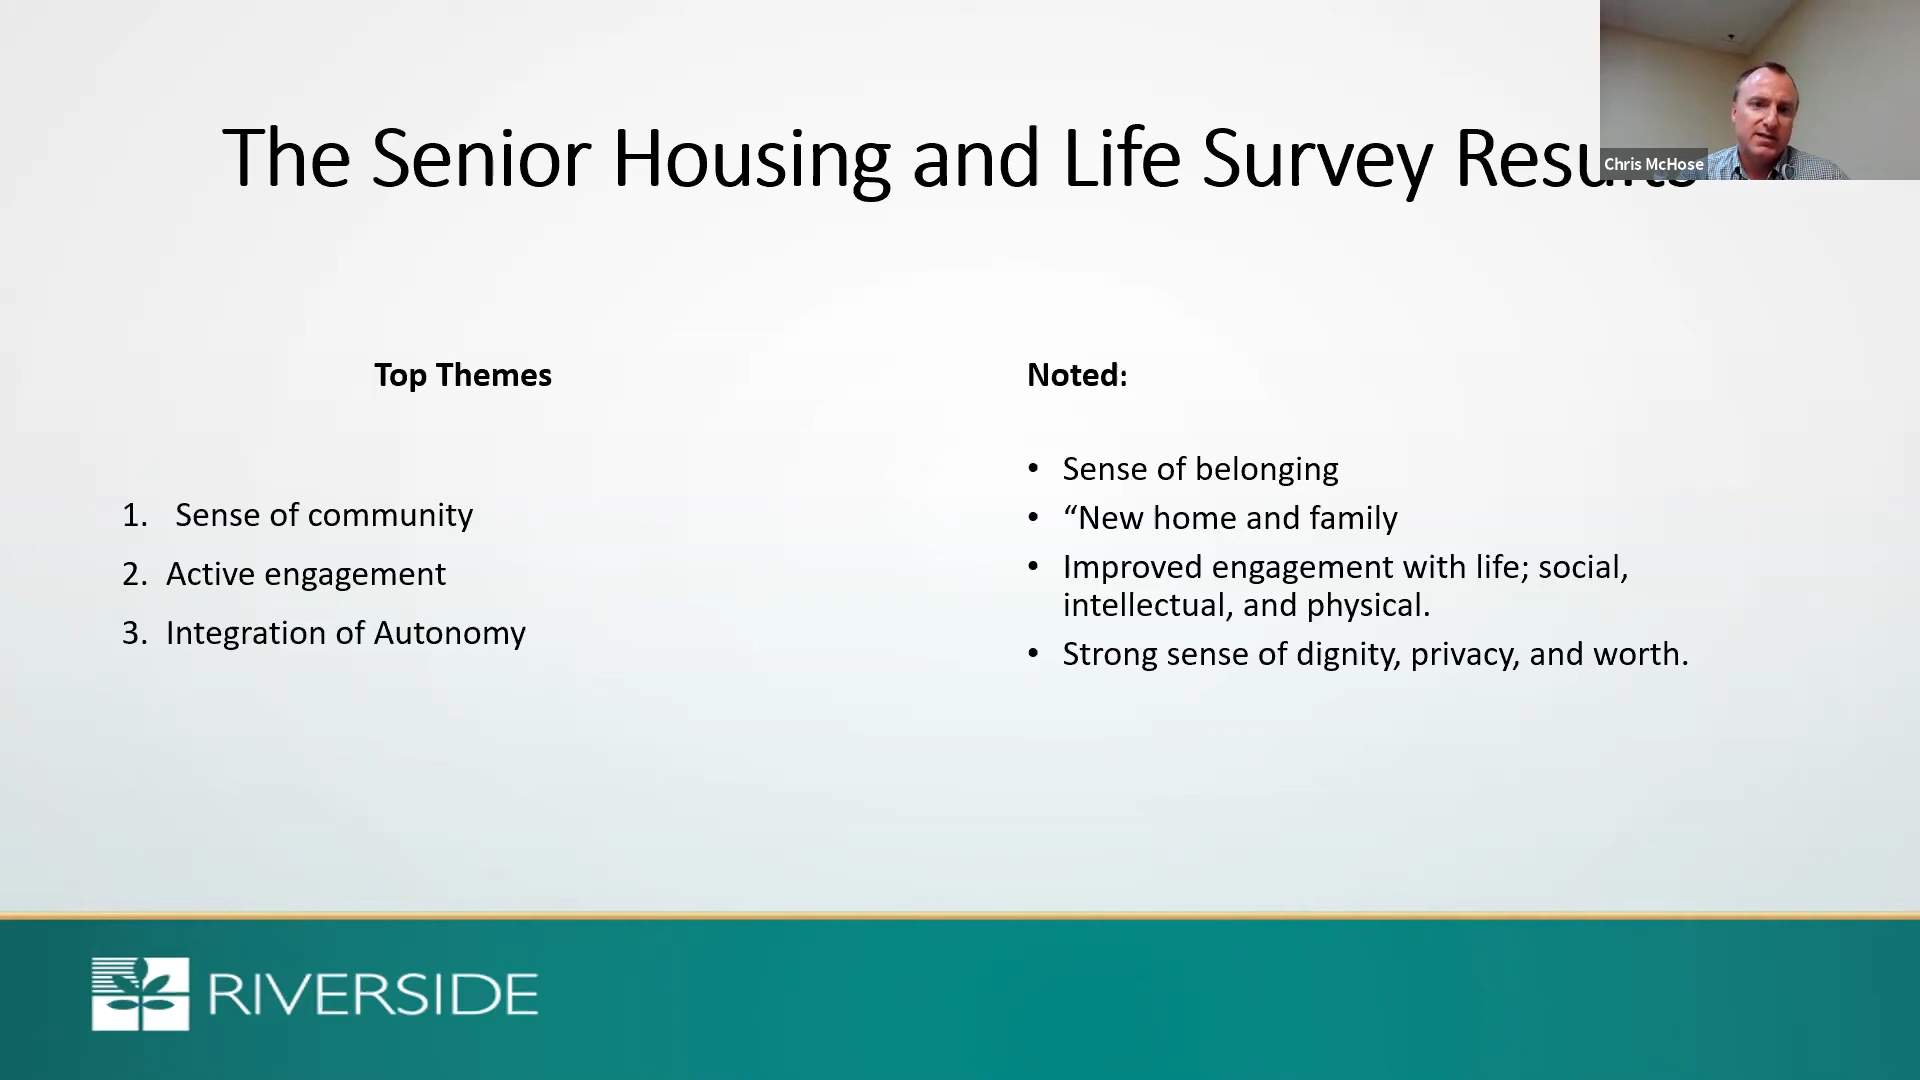 The Senior Housing and Life Survey Results
Chris McHose
Top Themes
1. Sense of community
2. Active engagement
3. Integration of Autonomy
Noted:
• Sense of belonging
• “New home and family
• Improved engagement with life; social,
intellectual, and physical.
• Strong sense of dignity, privacy, and worth.
RIVERSIDE